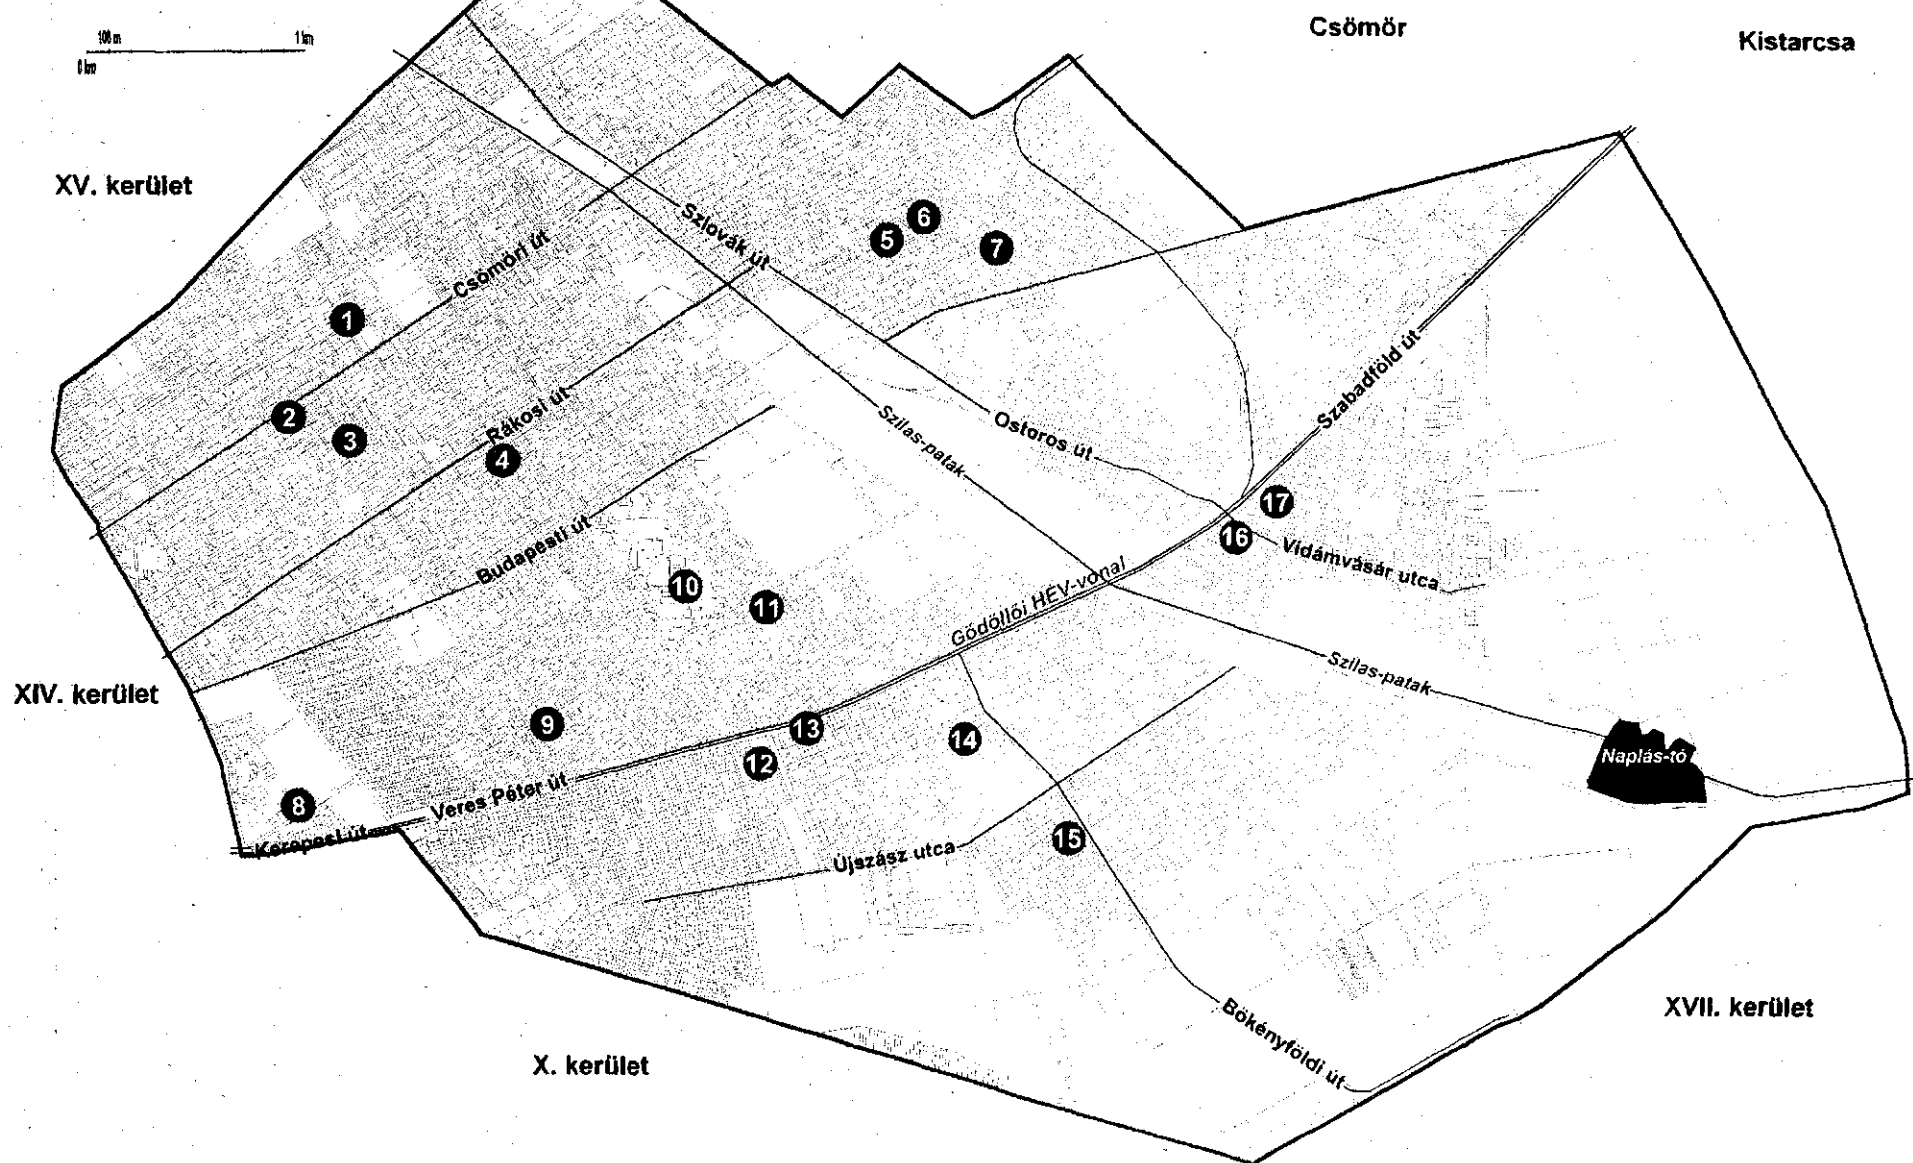 Csömör
Kistarcsa
100 m
1 km
0 km
XV. kerület
Szlovák út
6
5
7
Csömöri út
1
Szabadföld út
2
3
Rákosi út
4
Szilas-patak
Ostoros út
17
16
Vidámvásár utca
Budapesti út
10
11
Gödöllői HÉV-vonal
Szilas-patak
XIV. kerület
9
13
14
12
Naplás-tó
8
Veres Péter út
Kerepesi út
15
Újszász utca
XVII. kerület
Bökényföldi út
X. kerület